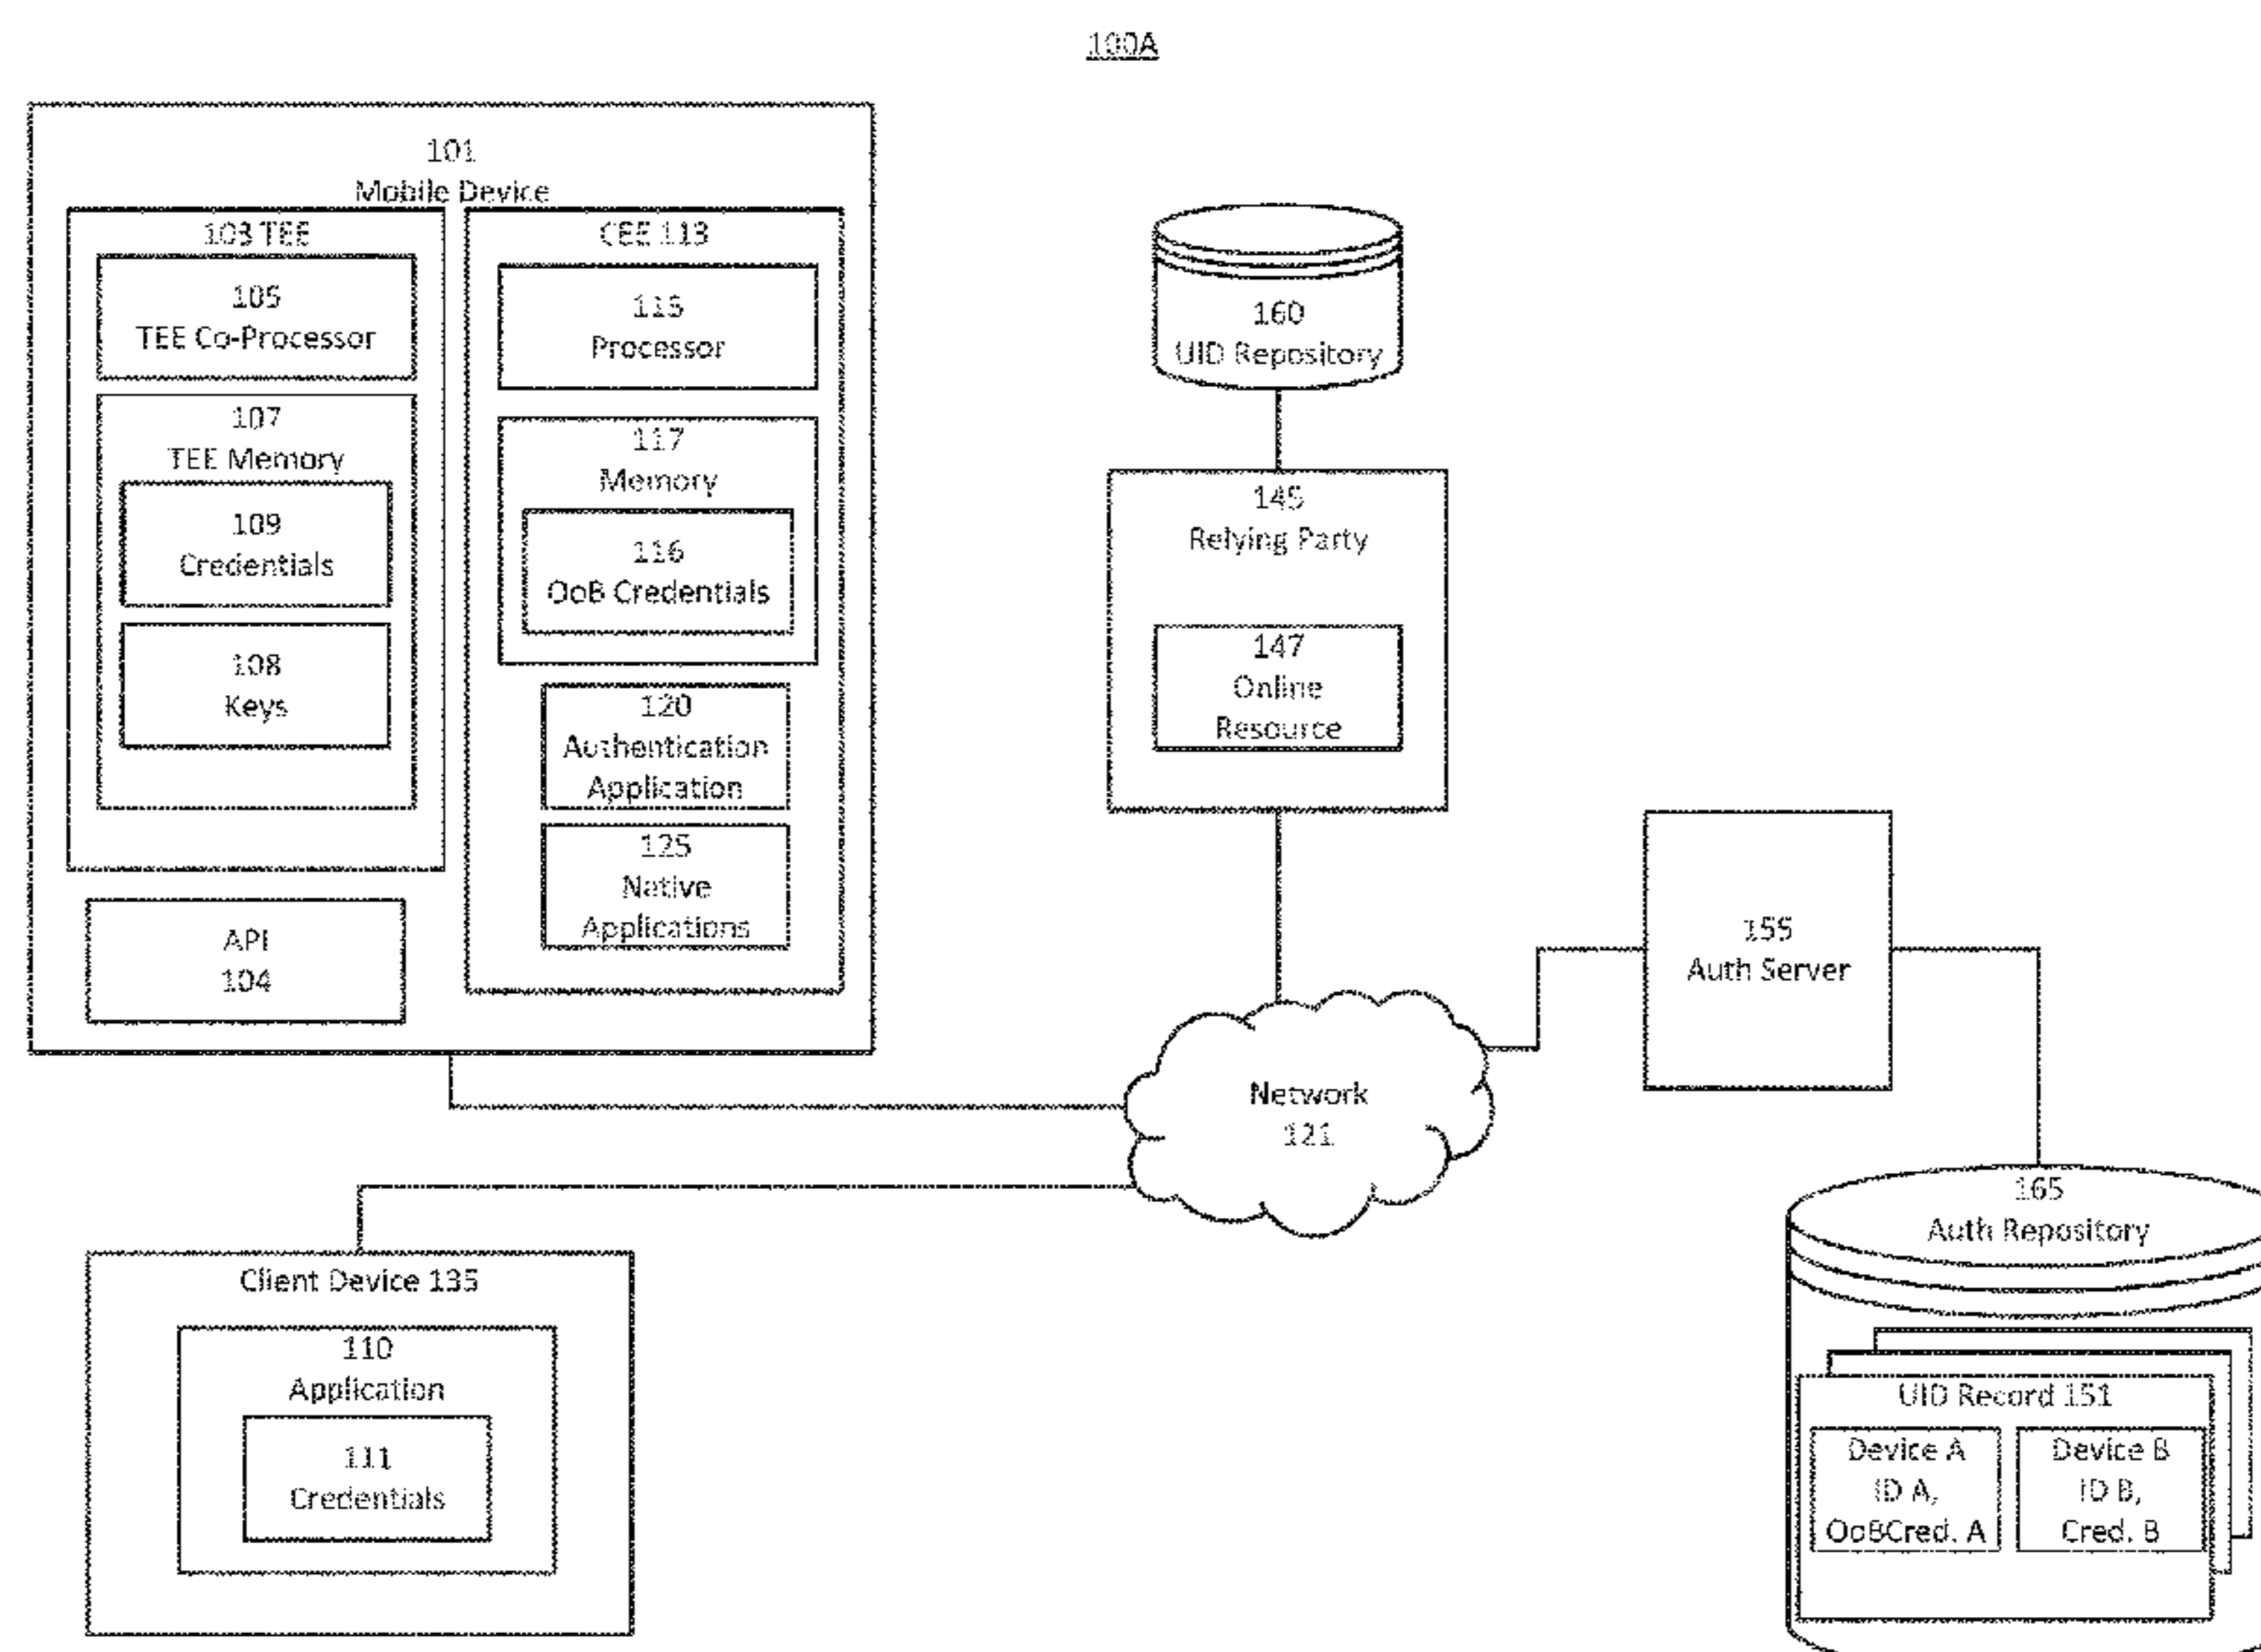 100A
101
Mobile Device
103 TEE
105
TEE Co-Processor
107
TEE Memory
109
Credentials
108
Keys
API
104
CEE 113
115
Processor
117
Memory
116
OoB Credentials
120
Authentication
Application
125
Native
Applications
160
UID Repository
145
Relying Party
147
Online
Resource
155
Auth Server
Network
121
165
Auth Repository
UID Record 151
Device A
ID A,
OoBCred. A
Device B
ID B,
Cred. B
Client Device 135
110
Application
111
Credentials